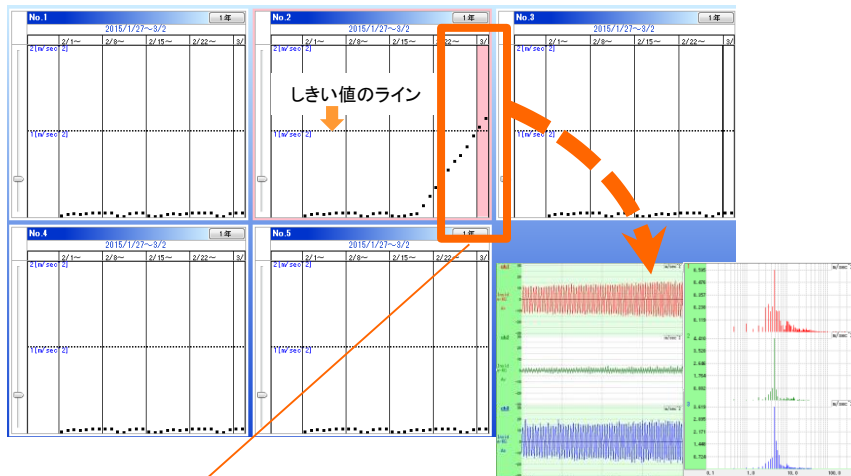 No.1 1年
2015/1/27～3/2
2/1～ 2/8～ 2/15～ 2/22～ 3/
2[m/sec 2]
1[m/sec 2]
No.2 1年
2015/1/27～3/2
2/1～ 2/8～ 2/15～ 2/22～ 3/
2[m/sec 2]
しきい値のライン
1[m/sec 2]
No.3 1年
2015/1/27～3/2
2/1～ 2/8～ 2/15～ 2/22～ 3/
2[m/sec 2]
1[m/sec 2]
No.4 1年
2015/1/27～3/2
2/1～ 2/8～ 2/15～ 2/22～ 3/
2[m/sec 2]
1[m/sec 2]
No.5 1年
2015/1/27～3/2
2/1～ 2/8～ 2/15～ 2/22～ 3/
2[m/sec 2]
1[m/sec 2]
m/sec 2
m/sec 2
m/sec 2
0.1 1.0 10.0 100.0